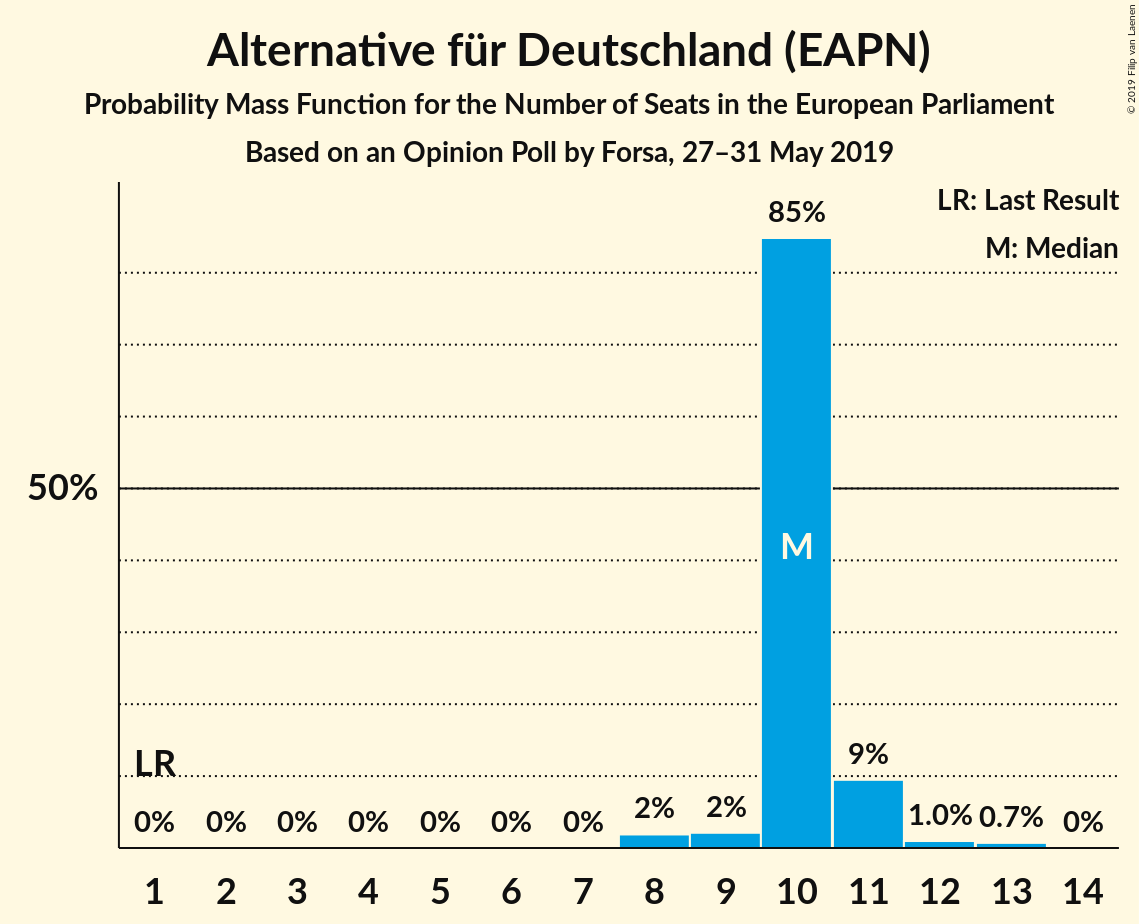 Alternative für Deutschland (EAPN)
Probability Mass Function for the Number of Seats in the European Parliament
Based on an Opinion Poll by Forsa, 27–31 May 2019
© 2019 Filip van Laenen
LR: Last Result
M: Median
85%
50%
M
LR
9%
0% 0% 0% 0% 0% 0% 0% 2% 2% 1.0% 0.7% 0%
1 2 3 4 5 6 7 8 9 10 11 12 13 14